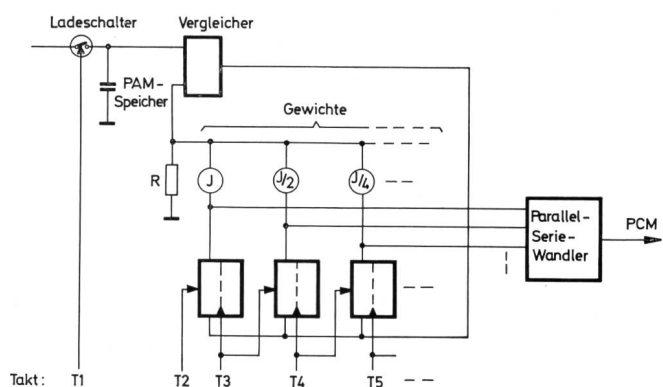 Ladeschalter
Vergleicher
PAM-
Speicher
Gewichte
R
J
J/2
J/4
Parallel-
Serie-
Wandler
PCM
Takt: T1 T2 T3 T4 T5